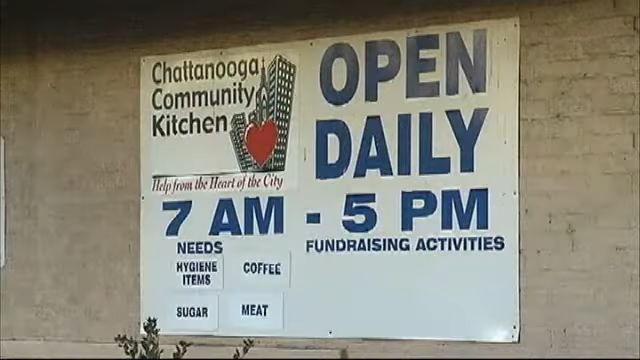 Chattanooga
Community
Kitchen
Help from the Heart of the City
OPEN
DAILY
7 AM - 5 PM
NEEDS
HYGIENE
ITEMS
COFFEE
SUGAR
MEAT
FUNDRAISING ACTIVITIES